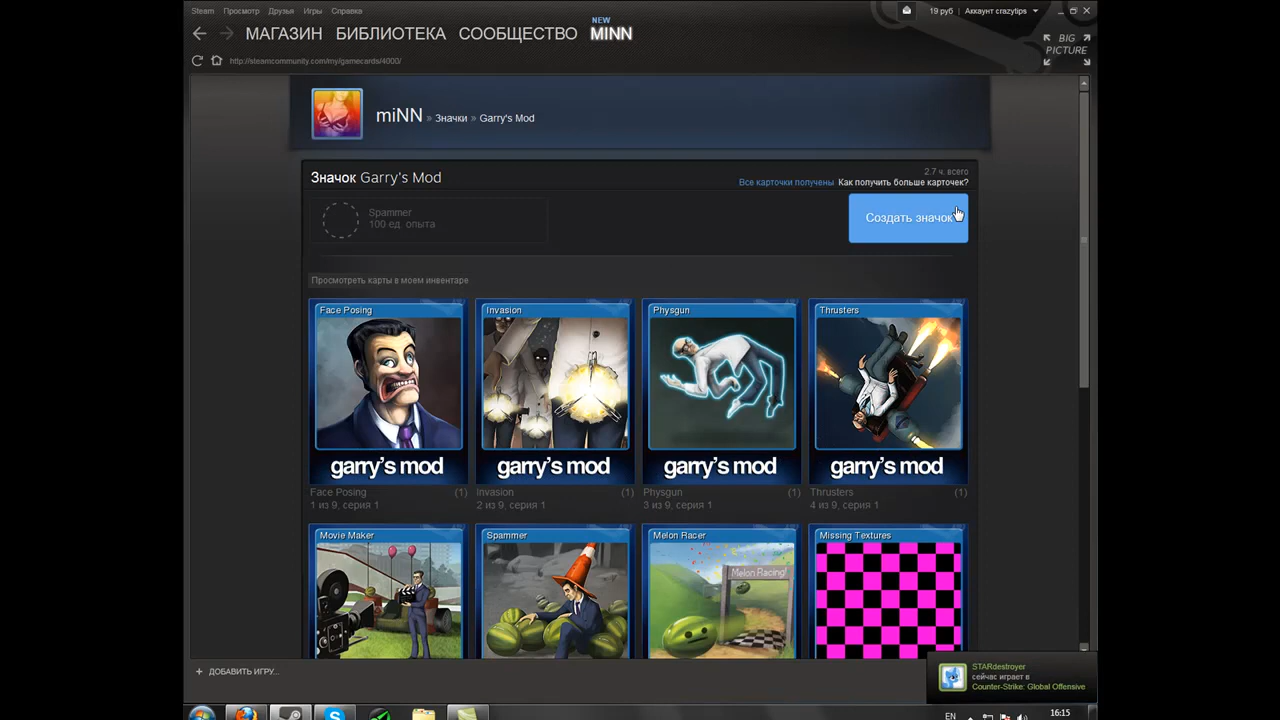 Steam Просмотр Друзья Игры Справка
19 руб Аккаунт crazytips
NEW
МАГАЗИН БИБЛИОТЕКА СООБЩЕСТВО MINN
BIG
PICTURE
http://steamcommunity.com/my/gamecards/4000/
miNN » Значки » Garry's Mod
Значок Garry's Mod
2.7 ч. всего
Все карточки получены Как получить больше карточек?
Spammer
100 ед. опыта
Создать значок
Просмотреть карты в моем инвентаре
Face Posing Invasion Physgun Thrusters
garry's mod garry's mod garry's mod garry's mod
Face Posing (1) Invasion (1) Physgun (1) Thrusters (1)
1 из 9, серия 1 2 из 9, серия 1 3 из 9, серия 1 4 из 9, серия 1
Movie Maker Spammer Melon Racer Missing Textures
Melon Racing!
+ ДОБАВИТЬ ИГРУ...
STARdestroyer
сейчас играет в
Counter-Strike: Global Offensive
EN 16:15